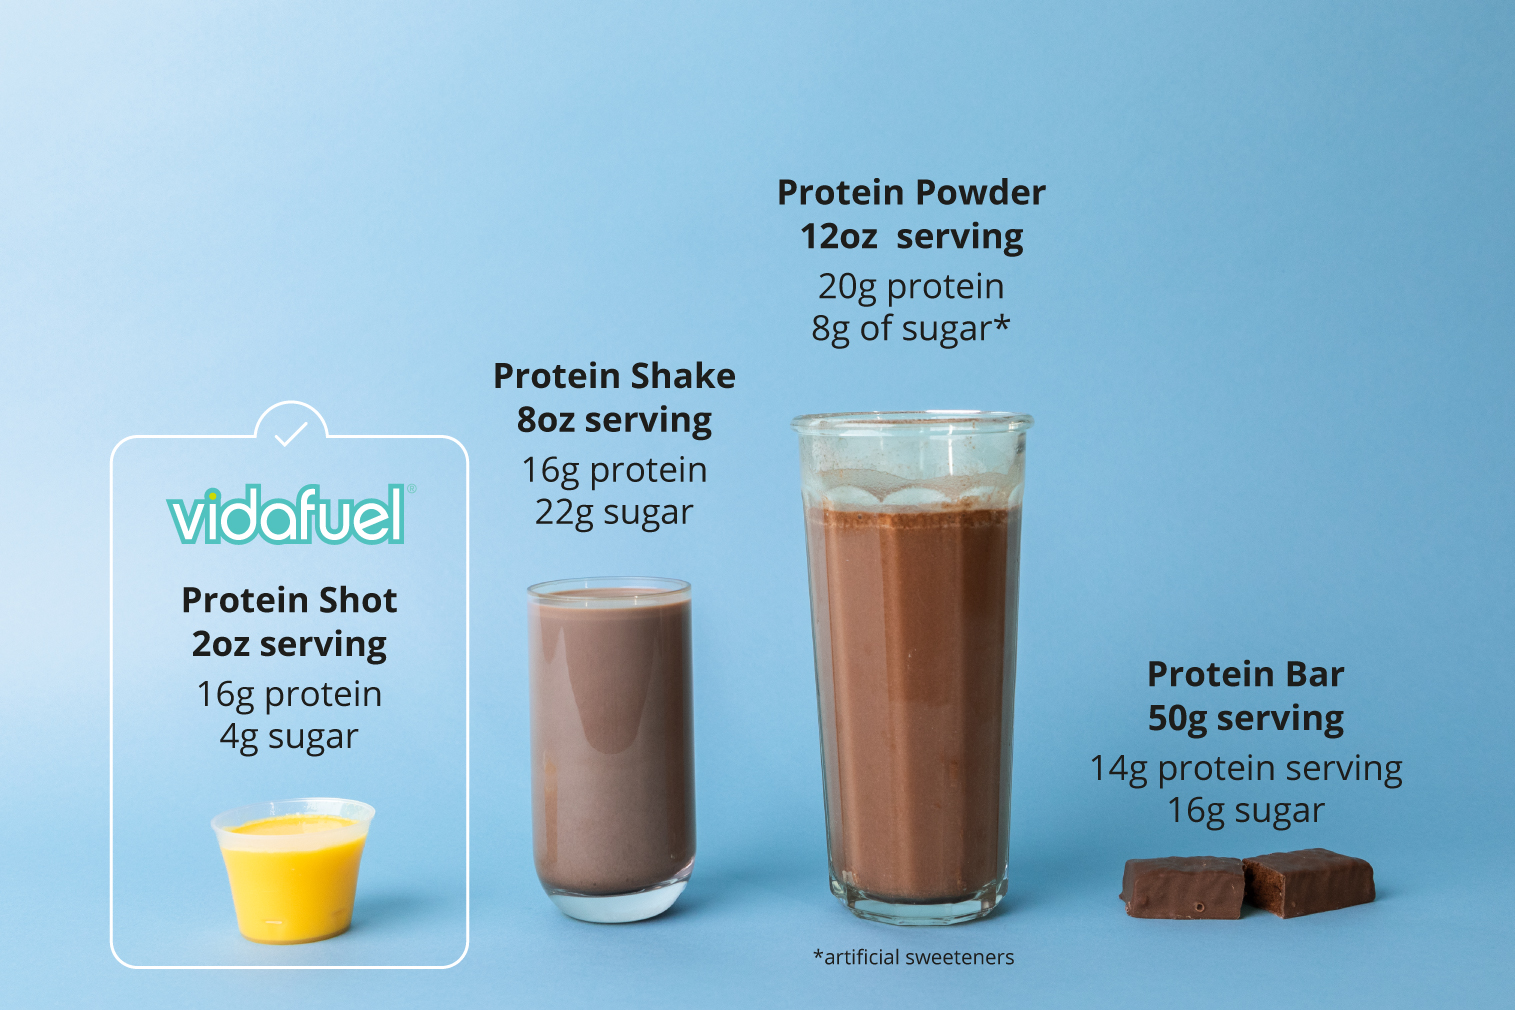 vidafuel®
Protein Shot
2oz serving
16g protein
4g sugar
Protein Shake
8oz serving
16g protein
22g sugar
Protein Powder
12oz  serving
20g protein
8g of sugar*
*artificial sweeteners
Protein Bar
50g serving
14g protein serving
16g sugar